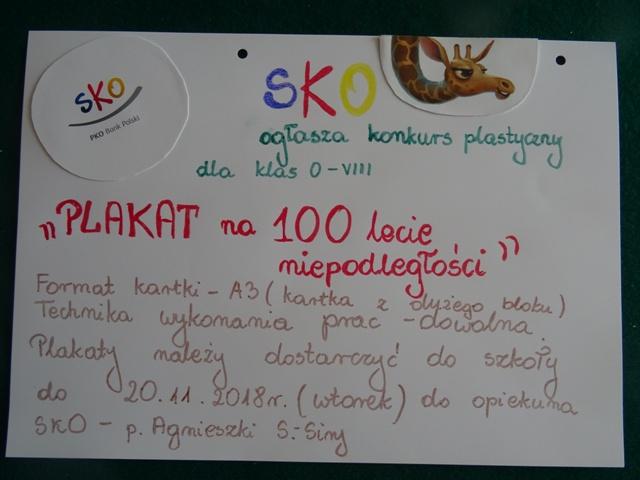 SKO
PKO Bank Polski
SKO
ogłasza konkurs plastyczny
dla klas 0-VIII
„PLAKAT na 100 lecie
niepodległości”
Format kartki - A3 (kartka z dużego bloku)
Technika wykonania prac - dowolna.
Plakaty należy dostarczyć do szkoły
do 20.11.2018r. (wtorek) do opiekuna
SKO - p. Agnieszki S.-Siny